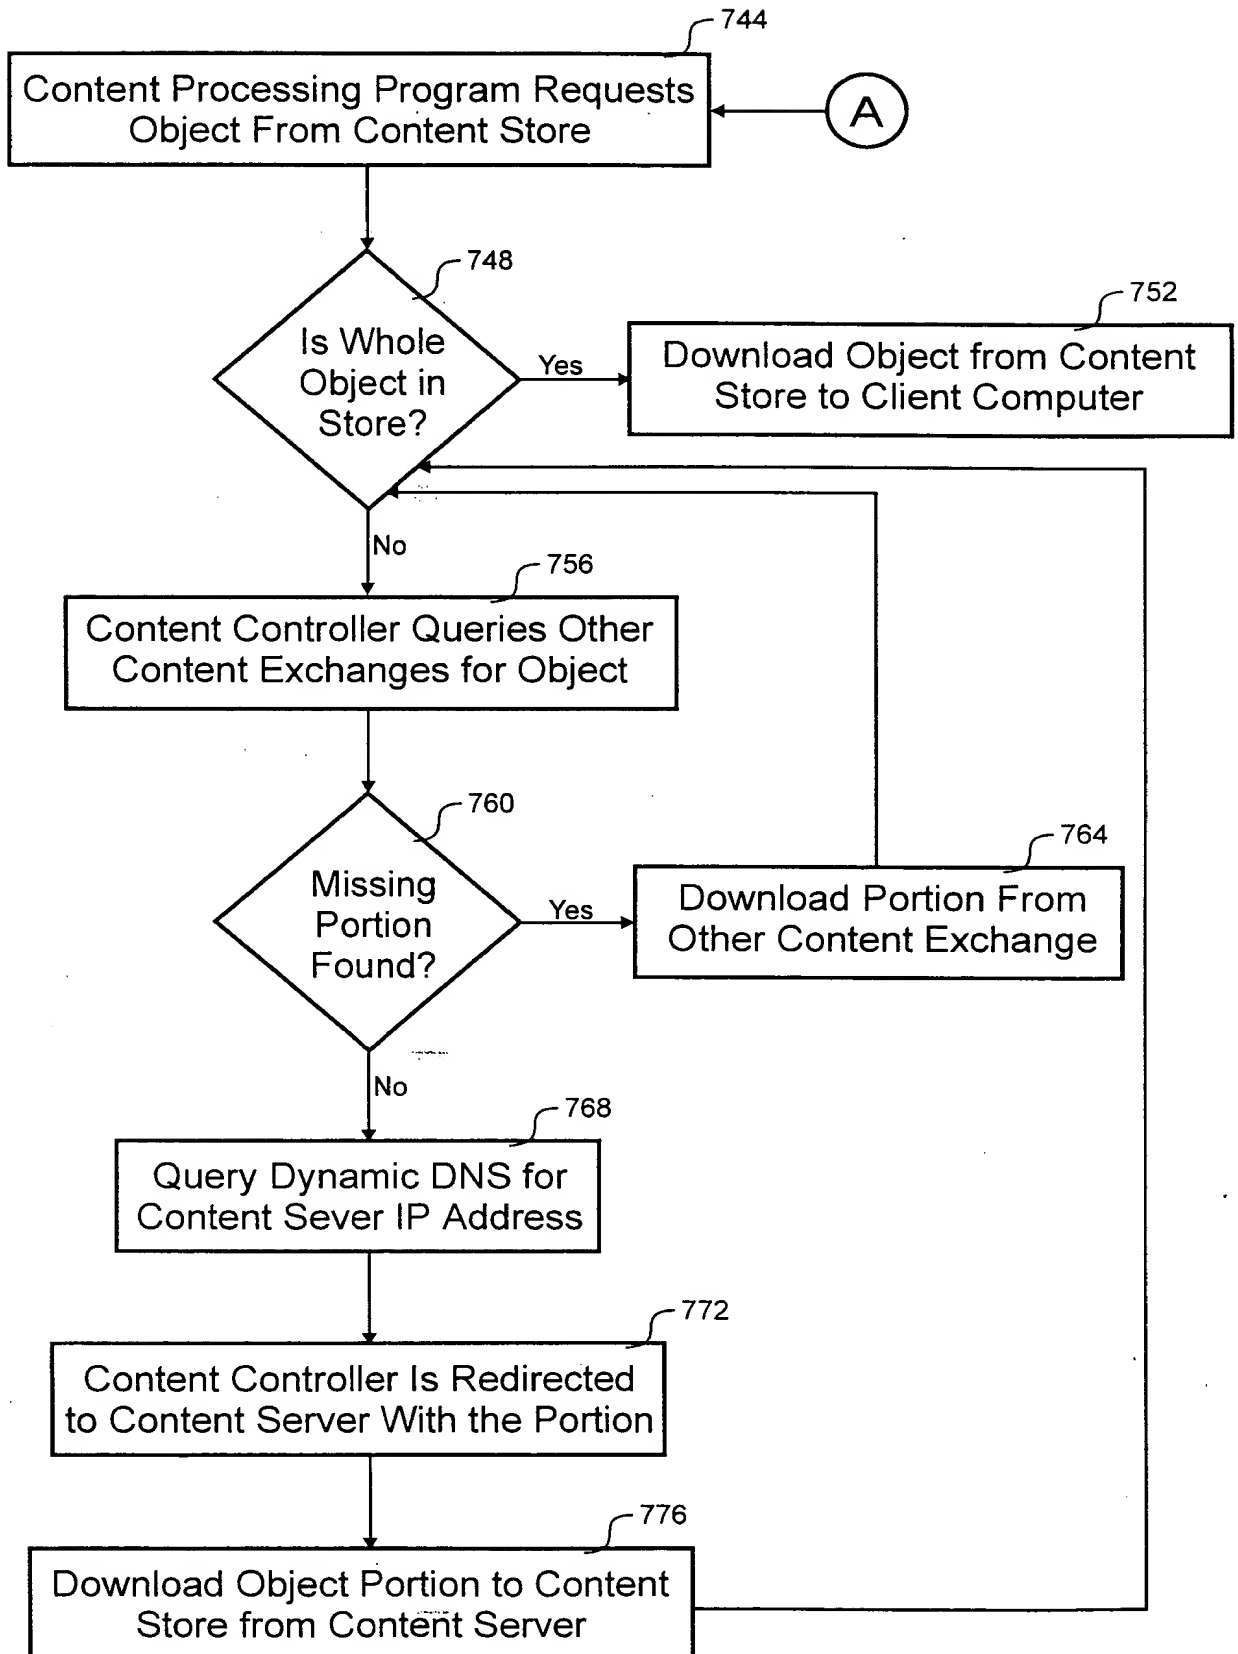 744
Content Processing Program Requests
Object From Content Store
A
748
Is Whole
Object in
Store?
Yes
752
Download Object from Content
Store to Client Computer
No
756
Content Controller Queries Other
Content Exchanges for Object
760
Missing
Portion
Found?
Yes
764
Download Portion From
Other Content Exchange
No
768
Query Dynamic DNS for
Content Sever IP Address
772
Content Controller Is Redirected
to Content Server With the Portion
776
Download Object Portion to Content
Store from Content Server